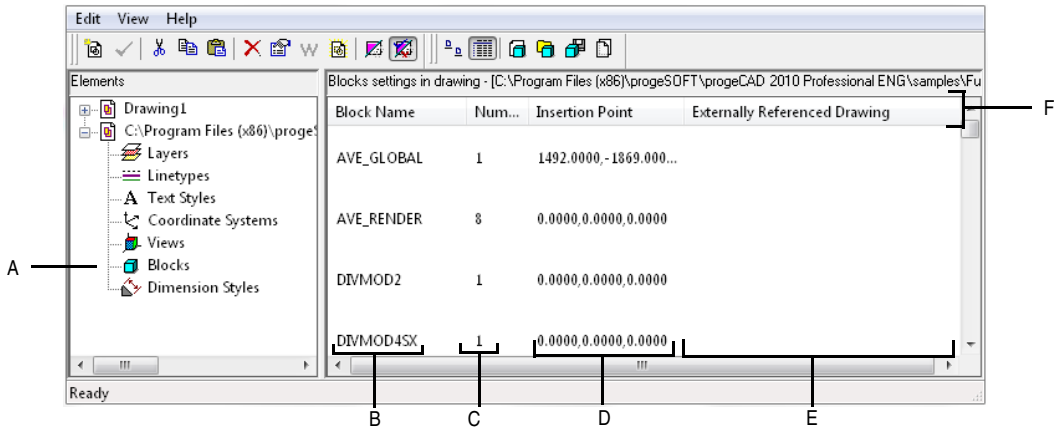 Edit View Help
Elements
Blocks settings in drawing - [C:\Program Files (x86)\progeSOFT\progeCAD 2010 Professional ENG\samples\Fu
Drawing1
C:\Program Files (x86)\proge
Layers
Linetypes
A Text Styles
Coordinate Systems
Views
Blocks
Dimension Styles
Block Name Num... Insertion Point Externally Referenced Drawing
AVE_GLOBAL 1 1492.0000,-1869.000...
AVE_RENDER 8 0.0000,0.0000,0.0000
DIVMOD2 1 0.0000,0.0000,0.0000
DIVMOD4SX 1 0.0000,0.0000,0.0000
Ready
A
B
C
D
E
F